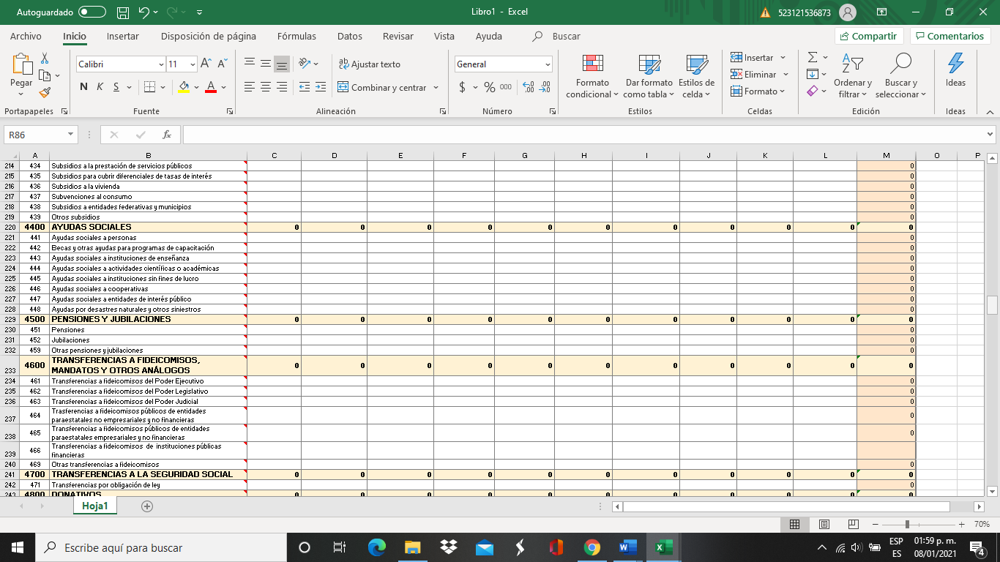 Autoguardado Libro1 - Excel 523121536873
Archivo Inicio Insertar Disposición de página Fórmulas Datos Revisar Vista Ayuda Buscar Compartir Comentarios
Pegar
Calibri 11
N K S
Ajustar texto
Combinar y centrar
General
$ % 000
Formato condicional
Dar formato como tabla
Estilos de celda
Insertar
Eliminar
Formato
Ordenar y filtrar
Buscar y seleccionar
Ideas
Portapapeles Fuente Alineación Número Estilos Celdas Edición Ideas
R86 fx
A B C D E F G H I J K L M O P
214 434 Subsidios a la prestación de servicios públicos 0
215 435 Subsidios para cubrir diferenciales de tasas de interés 0
216 436 Subsidios a la vivienda 0
217 437 Subvenciones al consumo 0
218 438 Subsidios a entidades federativas y municipios 0
219 439 Otros subsidios 0
220 4400 AYUDAS SOCIALES 0 0 0 0 0 0 0 0 0 0 0
221 441 Ayudas sociales a personas 0
222 442 Becas y otras ayudas para programas de capacitación 0
223 443 Ayudas sociales a instituciones de enseñanza 0
224 444 Ayudas sociales a actividades científicas o académicas 0
225 445 Ayudas sociales a instituciones sin fines de lucro 0
226 446 Ayudas sociales a cooperativas 0
227 447 Ayudas sociales a entidades de interés público 0
228 448 Ayudas por desastres naturales y otros siniestros 0
229 4500 PENSIONES Y JUBILACIONES 0 0 0 0 0 0 0 0 0 0 0
230 451 Pensiones 0
231 452 Jubilaciones 0
232 459 Otras pensiones y jubilaciones 0
233 4600 TRANSFERENCIAS A FIDEICOMISOS,
MANDATOS Y OTROS ANÁLOGOS 0 0 0 0 0 0 0 0 0 0 0
234 461 Transferencias a fideicomisos del Poder Ejecutivo 0
235 462 Transferencias a fideicomisos del Poder Legislativo 0
236 463 Transferencias a fideicomisos del Poder Judicial 0
237 464 Trasferencias a fideicomisos públicos de entidades
paraestatales no empresariales y no financieras 0
238 465 Transferencias a fideicomisos públicos de entidades
paraestatales empresariales y no financieras 0
239 466 Transferencias a fideicomisos de instituciones públicas
financieras
240 469 Otras transferencias a fideicomisos 0
241 4700 TRANSFERENCIAS A LA SEGURIDAD SOCIAL 0 0 0 0 0 0 0 0 0 0 0
242 471 Transferencias por obligación de ley 0
243 4800 DONATIVOS 0 0 0 0 0 0 0 0 0 0 0
Hoja1
70%
Escribe aquí para buscar
ESP
ES
01:59 p. m.
08/01/2021
4